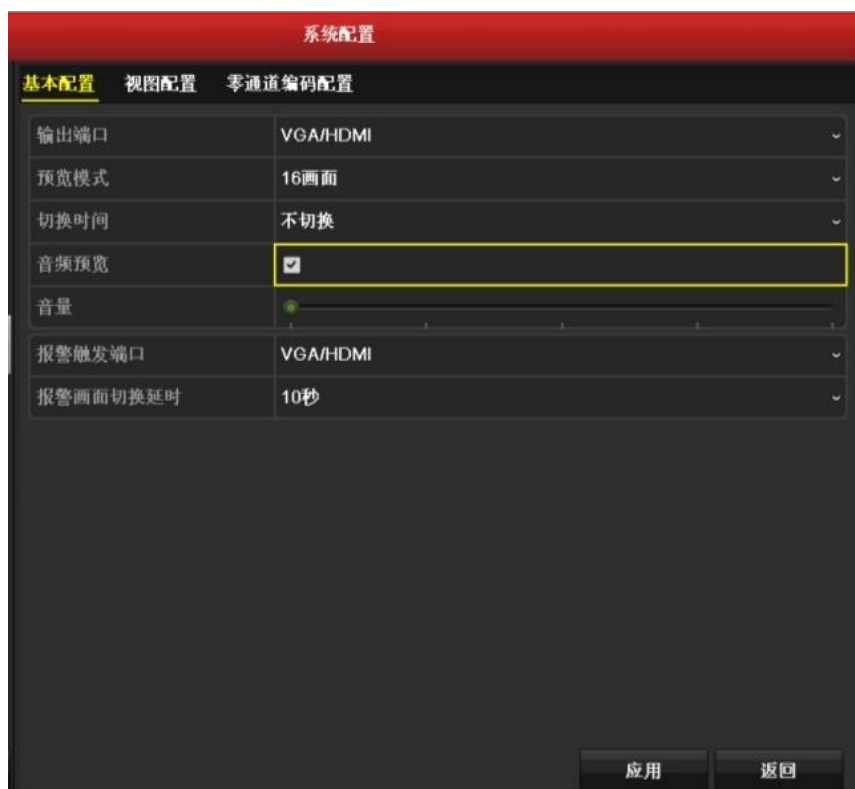 系统配置
基本配置 视图配置 零通道编码配置
输出端口 VGA/HDMI
预览模式 16画面
切换时间 不切换
音频预览
音量
报警触发端口 VGA/HDMI
报警画面切换延时 10秒
应用 返回